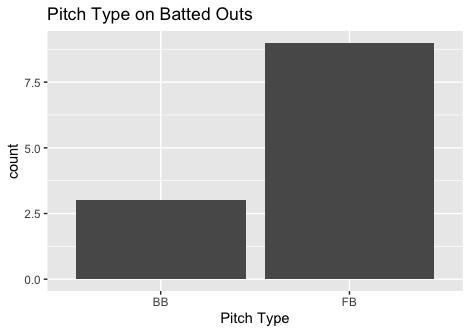 Pitch Type on Batted Outs
count
7.5
5.0
2.5
0.0
BB FB
Pitch Type